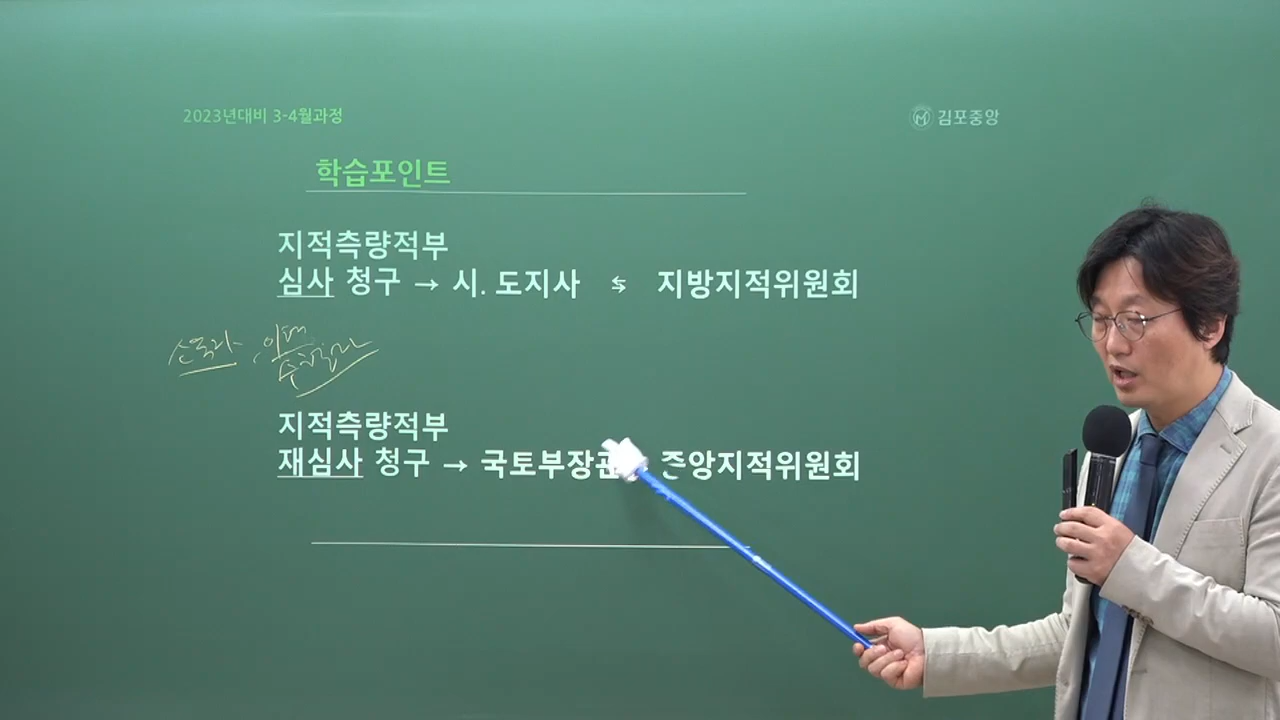 2023년대비 3-4월과정
김포중앙
학습포인트
지적측량적부
심사 청구 → 시. 도지사 ⇆ 지방지적위원회
지적측량적부
재심사 청구 → 국토부장관 중앙지적위원회